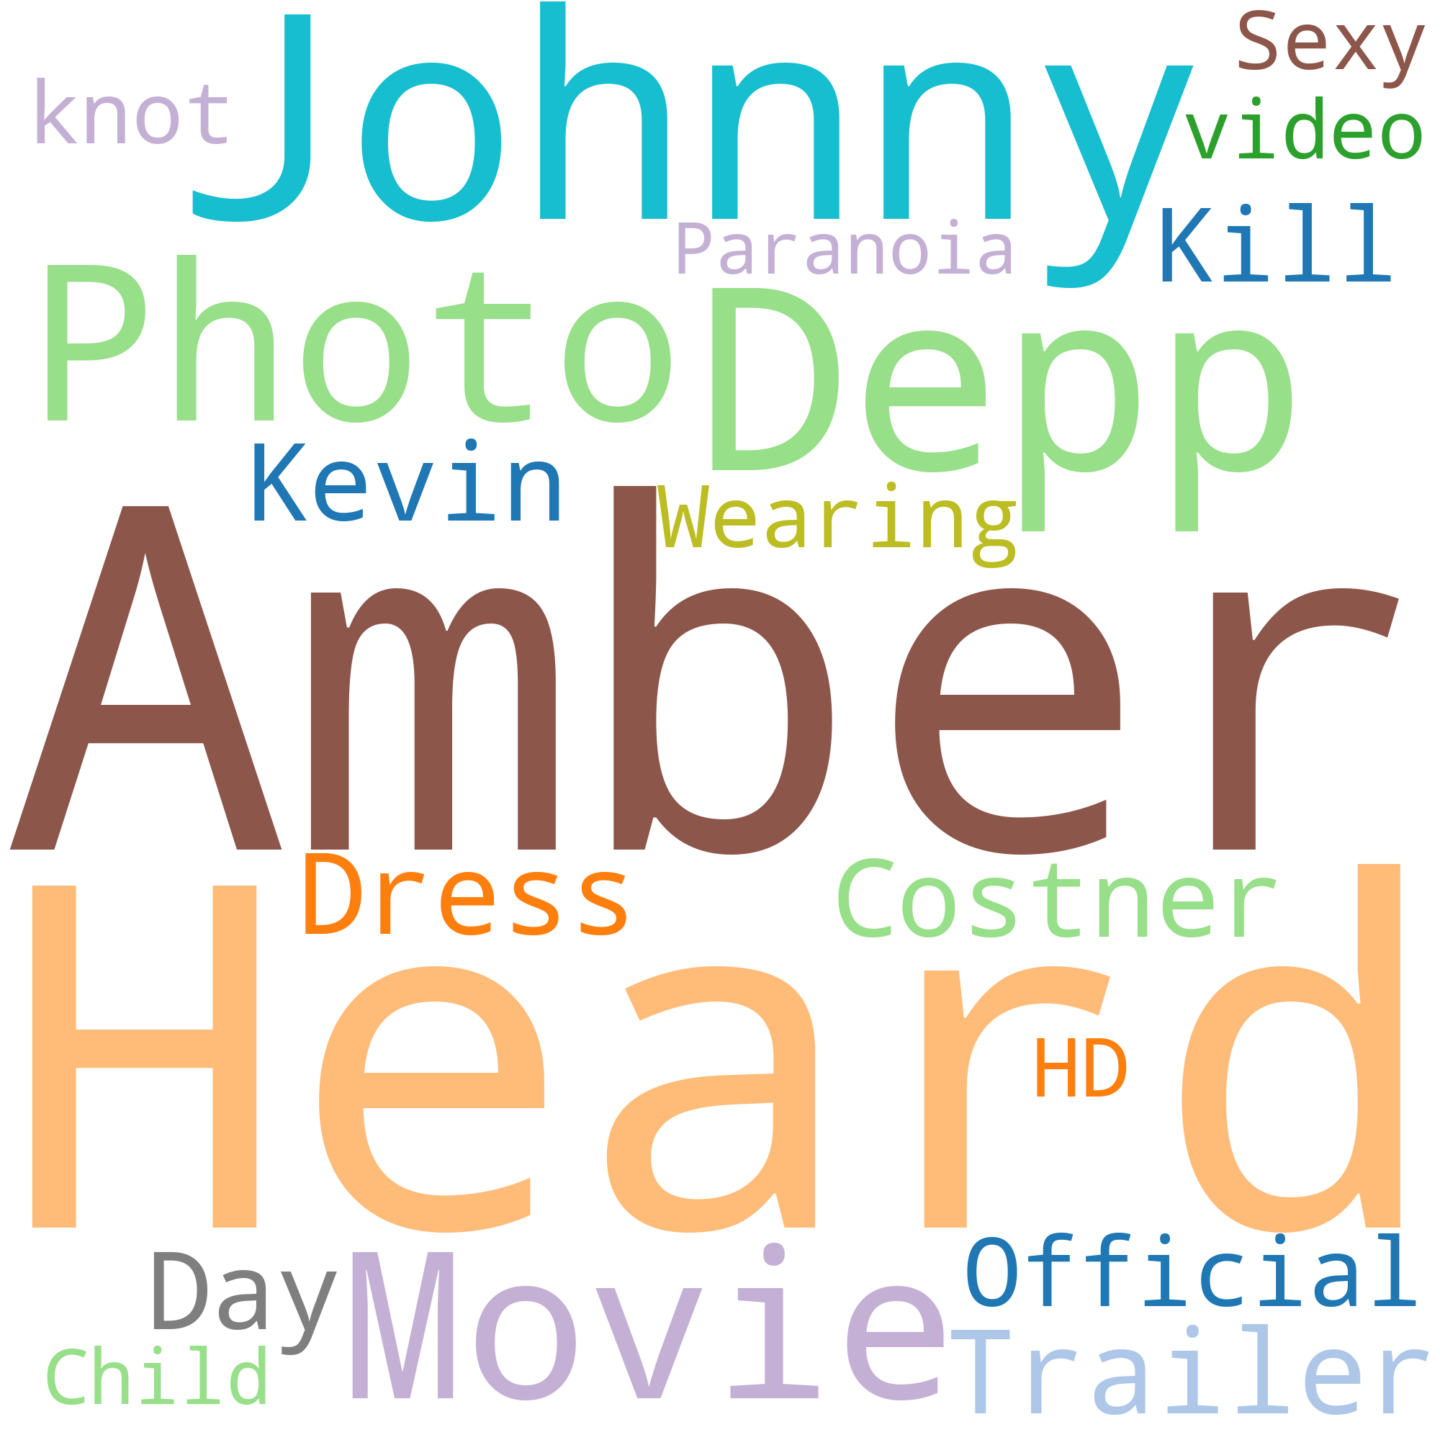 Johnny
Sexy
knot
video
Paranoia
Kill
Photo
Depp
Kevin
Wearing
Amber
Dress
Costner
Heard
HD
Day
Movie
Official
Child
Trailer